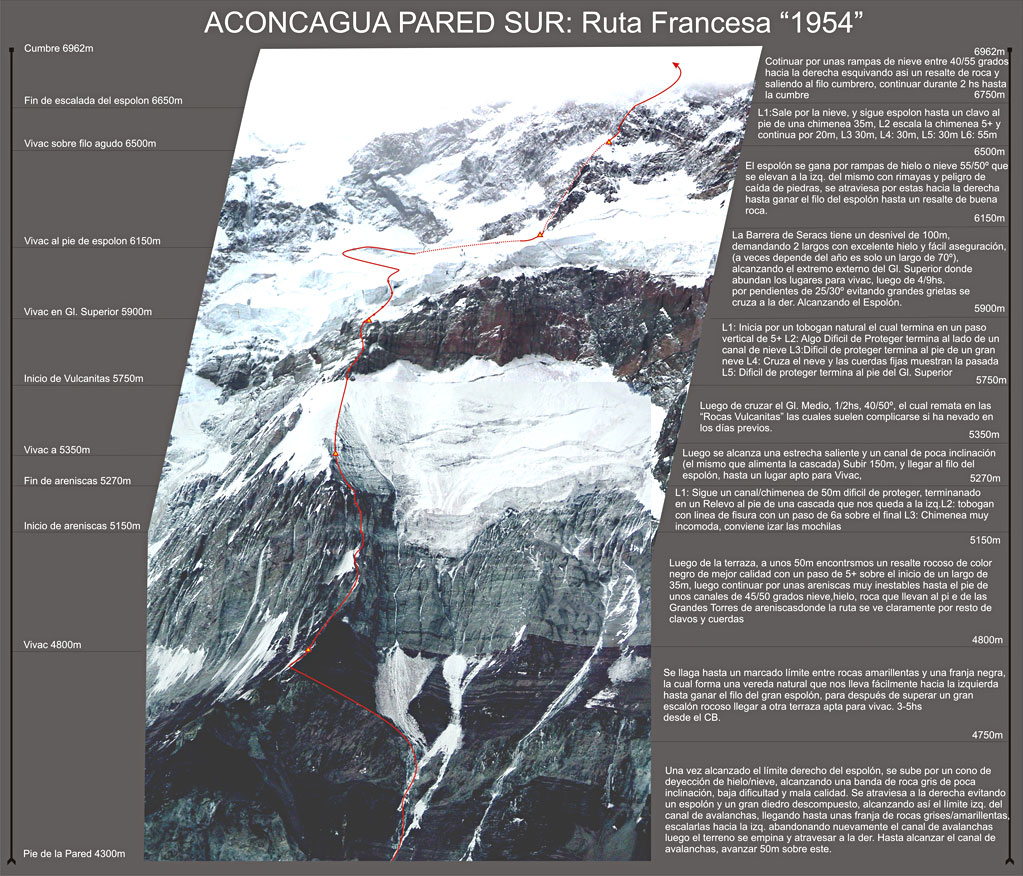 ACONCAGUA PARED SUR: Ruta Francesa “1954”
Cumbre 6962m
Fin de escalada del espolon 6650m
Vivac sobre filo agudo 6500m
Vivac al pie de espolon 6150m
Vivac en Gl. Superior 5900m
Inicio de Vulcanitas 5750m
Vivac a 5350m
Fin de areniscas 5270m
Inicio de areniscas 5150m
Vivac 4800m
Pie de la Pared 4300m
6962m
Cotinuar por unas rampas de nieve entre 40/55 grados
hacia la derecha esquivando asi un resalte de roca y
saliendo al filo cumbrero, continuar durante 2 hs hasta
la cumbre
6750m
L1:Sale por la nieve, y sigue espolon hasta un clavo al
pie de una chimenea 35m, L2 escala la chimenea 5+ y
continua por 20m, L3 30m, L4: 30m, L5: 30m L6: 55m
6500m
El espolón se gana por rampas de hielo o nieve 55/50º que
se elevan a la izq. del mismo con rimayas y peligro de
caída de piedras, se atraviesa por estas hacia la derecha
hasta ganar el filo del espolón hasta un resalte de buena
roca.
6150m
La Barrera de Seracs tiene un desnivel de 100m,
demandando 2 largos con excelente hielo y fácil aseguración,
(a veces depende del año es solo un largo de 70º),
alcanzando el extremo externo del Gl. Superior donde
abundan los lugares para vivac, luego de 4/9hs.
por pendientes de 25/30º evitando grandes grietas se
cruza a la der. Alcanzando el Espolón.
5900m
L1: Inicia por un tobogan natural el cual termina en un paso
vertical de 5+ L2: Algo Dificil de Proteger termina al lado de un
canal de nieve L3:Dificil de proteger termina al pie de un gran
neve L4: Cruza el neve y las cuerdas fijas muestran la pasada
L5: Dificil de proteger termina al pie del Gl. Superior
5750m
Luego de cruzar el Gl. Medio, 1/2hs, 40/50º, el cual remata en las
“Rocas Vulcanitas” las cuales suelen complicarse si ha nevado en
los días previos.
5350m
Luego se alcanza una estrecha saliente y un canal de poca inclinación
(el mismo que alimenta la cascada) Subir 150m, y llegar al filo del
espolón, hasta un lugar apto para Vivac,
5270m
L1: Sigue un canal/chimenea de 50m dificil de proteger, terminanado
en un Relevo al pie de una cascada que nos queda a la izq.L2: tobogan
con linea de fisura con un paso de 6a sobre el final L3: Chimenea muy
incomoda, conviene izar las mochilas
5150m
Luego de la terraza, a unos 50m encontrsmos un resalte rocoso de color
negro de mejor calidad con un paso de 5+ sobre el inicio de un largo de
35m, luego continuar por unas areniscas muy inestables hasta el pie de
unos canales de 45/50 grados nieve,hielo, roca que llevan al pi e de las
Grandes Torres de areniscasdonde la ruta se ve claramente por resto de
clavos y cuerdas
4800m
Se llaga hasta un marcado límite entre rocas amarillentas y una franja negra,
la cual forma una vereda natural que nos lleva fácilmente hacia la izquierda
hasta ganar el filo del gran espolón, para después de superar un gran
escalón rocoso llegar a otra terraza apta para vivac. 3-5hs
desde el CB.
4750m
Una vez alcanzado el límite derecho del espolón, se sube por un cono de
deyección de hielo/nieve, alcanzando una banda de roca gris de poca
inclinación, baja dificultad y mala calidad. Se atraviesa a la derecha evitando
un espolón y un gran diedro descompuesto, alcanzando así el límite izq. del
canal de avalanchas, llegando hasta unas franja de rocas grises/amarillentas,
escalarlas hacia la izq. abandonando nuevamente el canal de avalanchas
luego el terreno se empina y atravesar a la der. Hasta alcanzar el canal de
avalanchas, avanzar 50m sobre este.